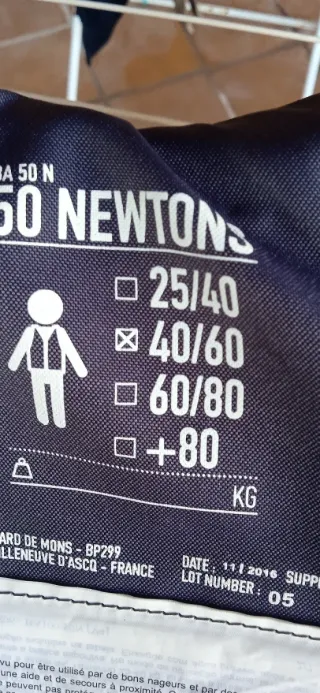 BA 50 N
50 NEWTONS
25/40
40/60
60/80
+80
KG
ARD DE MONS - BP299
ILLENEUVE D'ASCQ - FRANCE
DATE : 11 / 2016 SUPP
LOT NUMBER : 05
vu pour être utilisé par de bons nageurs et par des
une aide et de secours à proximité.
peuvent pas